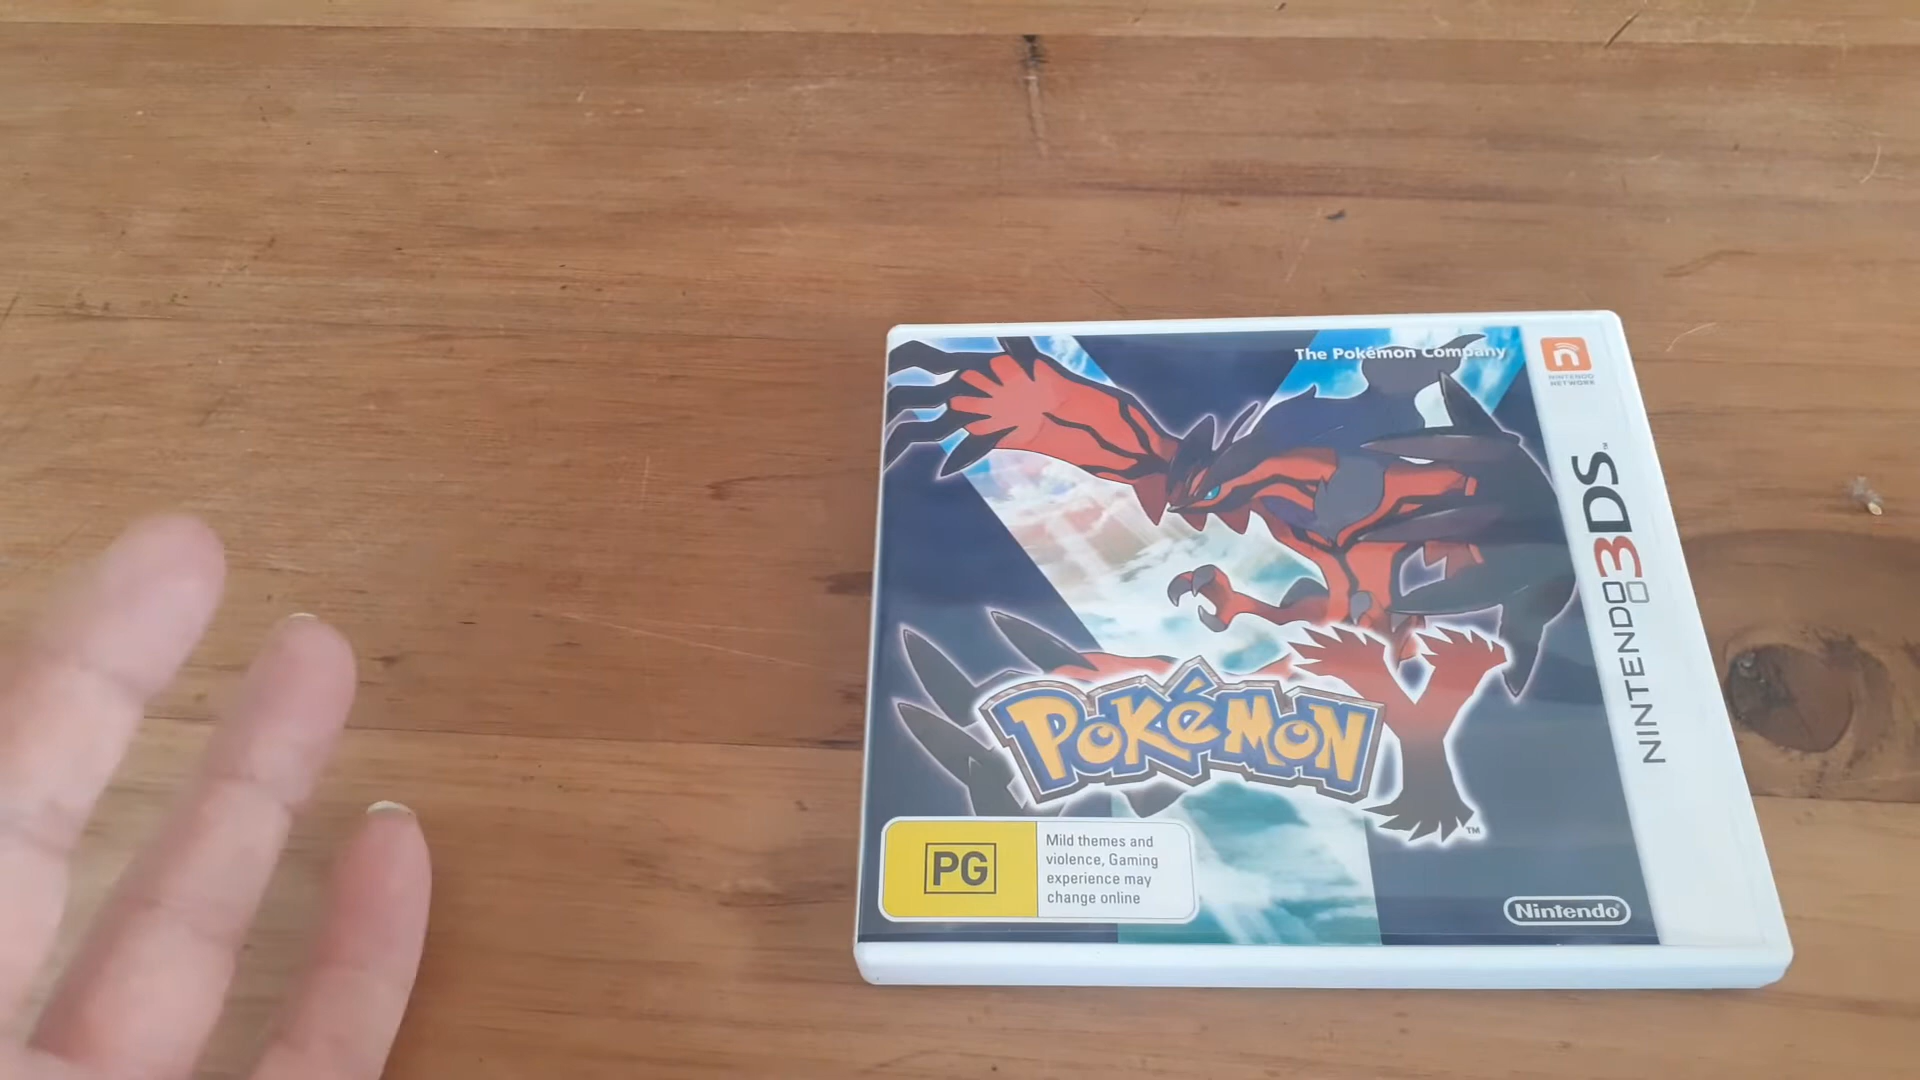 The Pokémon Company
NINTENDO
NETWORK
NINTENDO 3DS
POKÉMON Y
TM
PG
Mild themes and
violence, Gaming
experience may
change online
Nintendo®